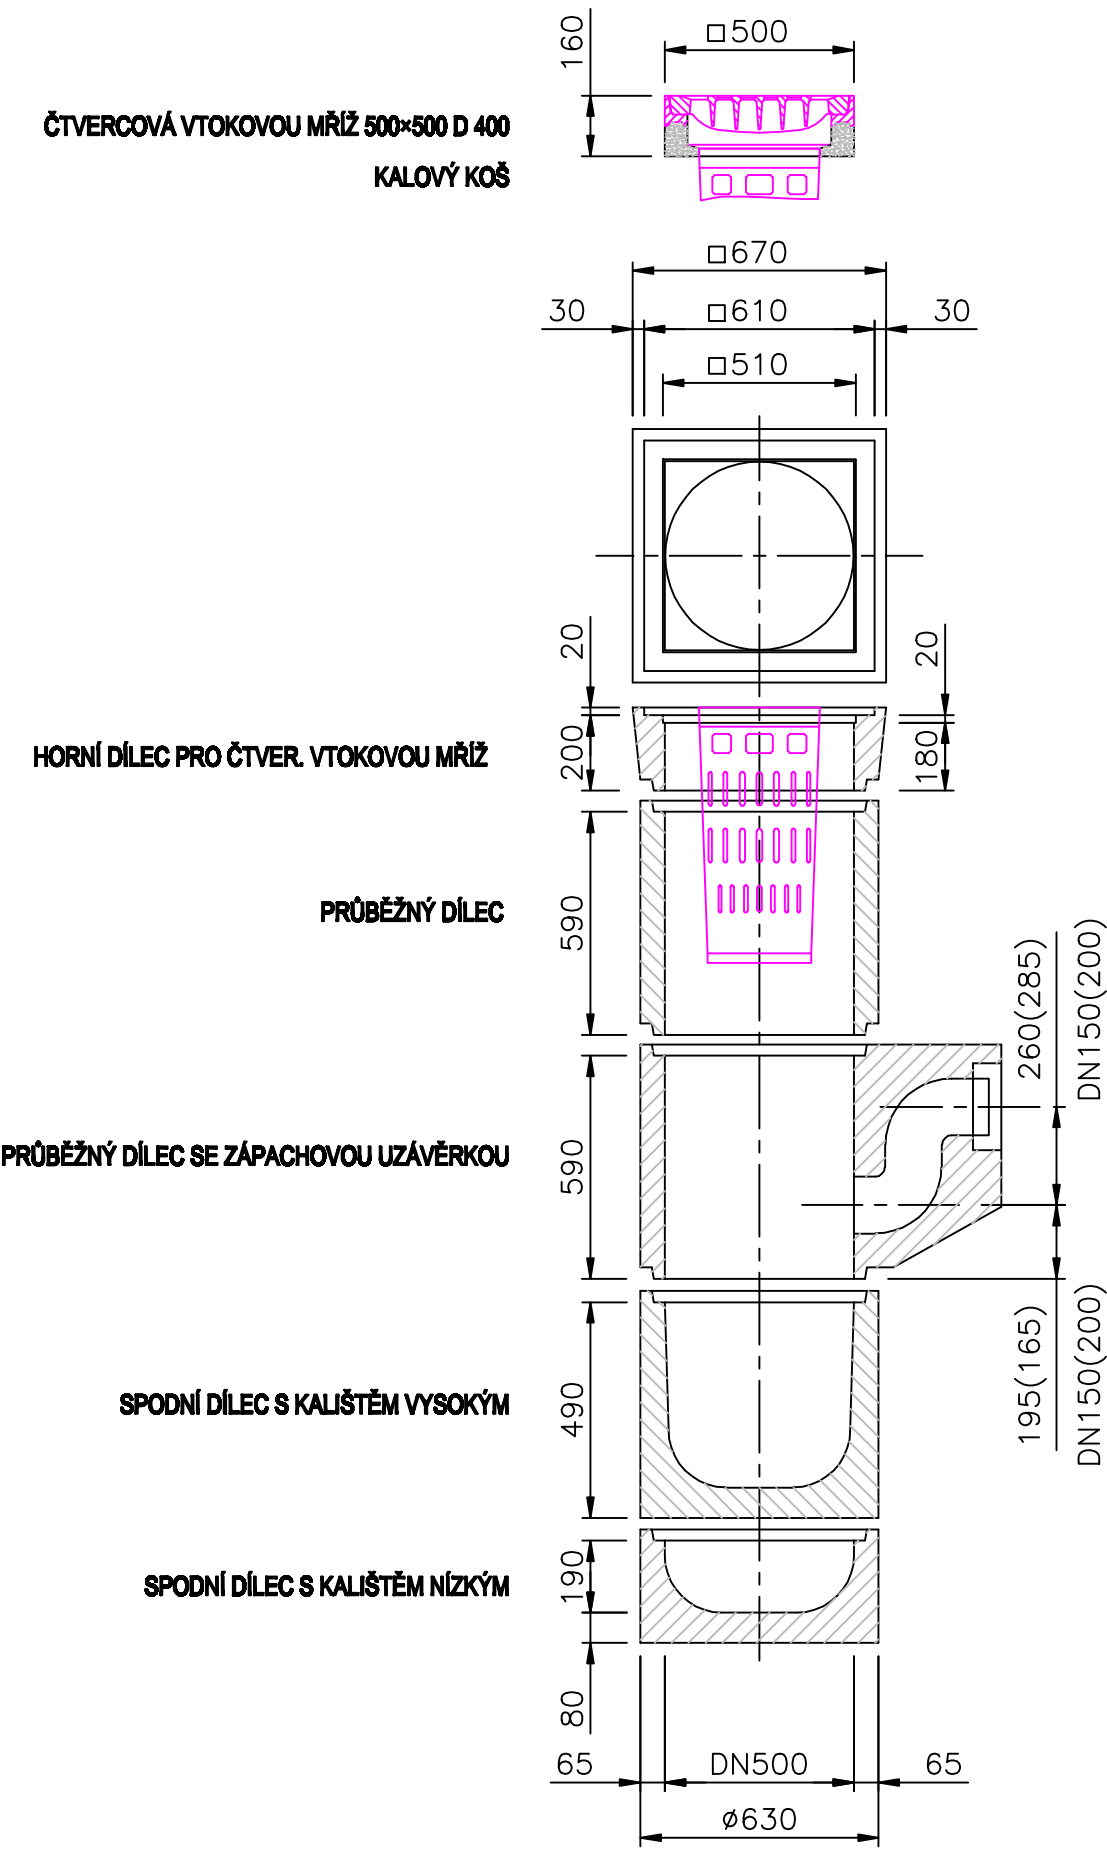 160
□500
ČTVERCOVÁ VTOKOVOU MŘÍŽ 500×500 D 400
KALOVÝ KOŠ
□670
30
□610
30
□510
20
20
HORNÍ DÍLEC PRO ČTVER. VTOKOVOU MŘÍŽ
200
180
PRŮBĚŽNÝ DÍLEC
590
260(285)
DN150(200)
PRŮBĚŽNÝ DÍLEC SE ZÁPACHOVOU UZÁVĚRKOU
590
195(165)
DN150(200)
SPODNÍ DÍLEC S KALIŠTĚM VYSOKÝM
490
SPODNÍ DÍLEC S KALIŠTĚM NÍZKÝM
190
80
65
DN500
65
ø630